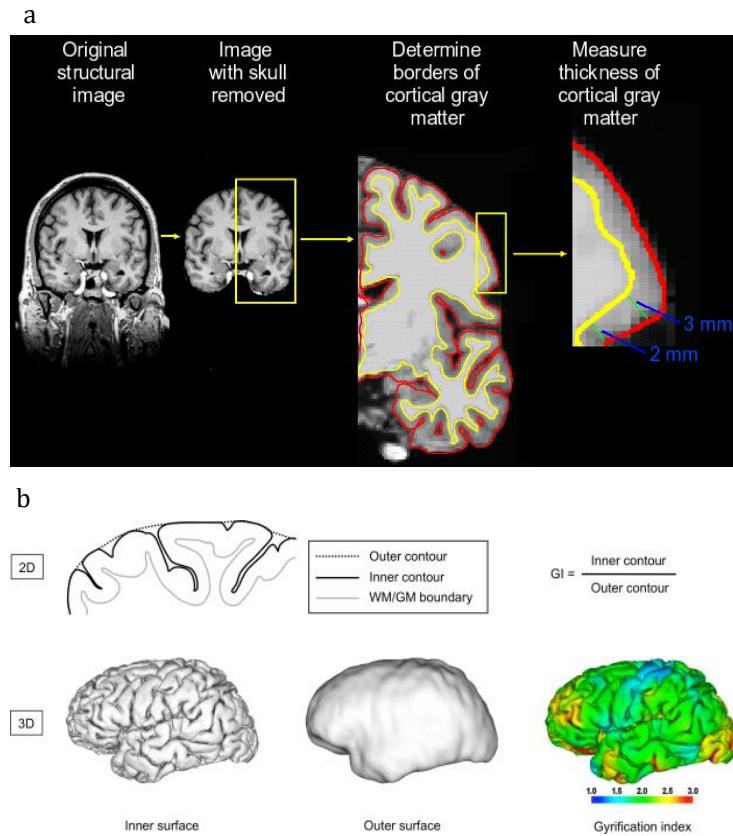 a
Original
structural
image
Image
with skull
removed
Determine
borders of
cortical gray
matter
Measure
thickness of
cortical gray
matter
3 mm
2 mm
b
2D
Outer contour
Inner contour
WM/GM boundary
GI =
Inner contour
Outer contour
3D
1.0 1.5 2.0 2.5 3.0
Inner surface
Outer surface
Gyrification index